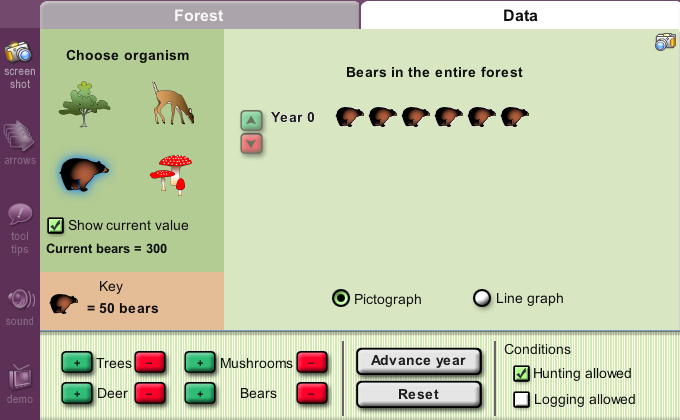 Forest
Data
screen
shot
arrows
tool
tips
sound
demo
Choose organism
Show current value
Current bears = 300
Key
= 50 bears
Bears in the entire forest
Year 0
Pictograph
Line graph
+ Trees −
+ Mushrooms −
+ Deer −
+ Bears −
Advance year
Reset
Conditions
Hunting allowed
Logging allowed